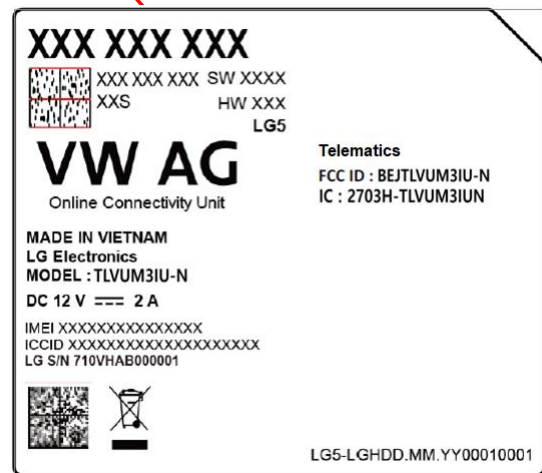 XXX XXX XXX
XXX XXX XXX SW XXXX
XXS HW XXX
LG5
VW AG
Online Connectivity Unit
Telematics
FCC ID : BEJTLVUM3IU-N
IC : 2703H-TLVUM3IUN
MADE IN VIETNAM
LG Electronics
MODEL : TLVUM3IU-N
DC 12 V 2 A
IMEI XXXXXXXXXXXXXXX
ICCID XXXXXXXXXXXXXXXXXXXX
LG S/N 710VHAB000001
LG5-LGHDD.MM.YY00010001